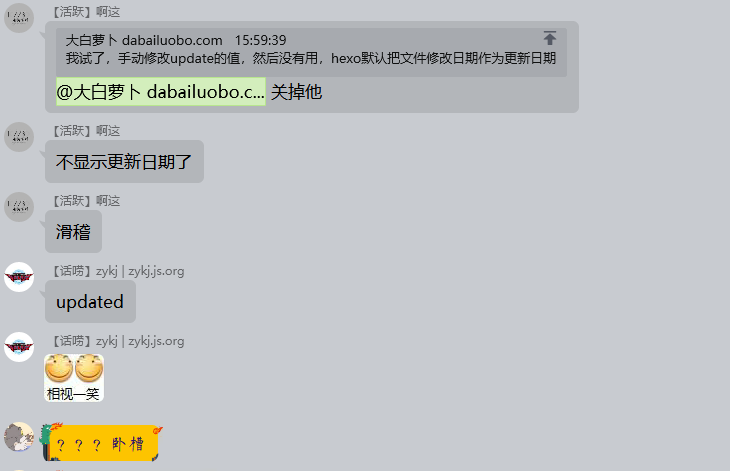 【活跃】啊这
大白萝卜 dabailuobo.com 15:59:39
我试了，手动修改update的值，然后没有用，hexo默认把文件修改日期作为更新日期
@大白萝卜 dabailuobo.c... 关掉他
【活跃】啊这
不显示更新日期了
【活跃】啊这
滑稽
【话唠】zykj | zykj.js.org
updated
【话唠】zykj | zykj.js.org
相视一笑
？？？卧槽